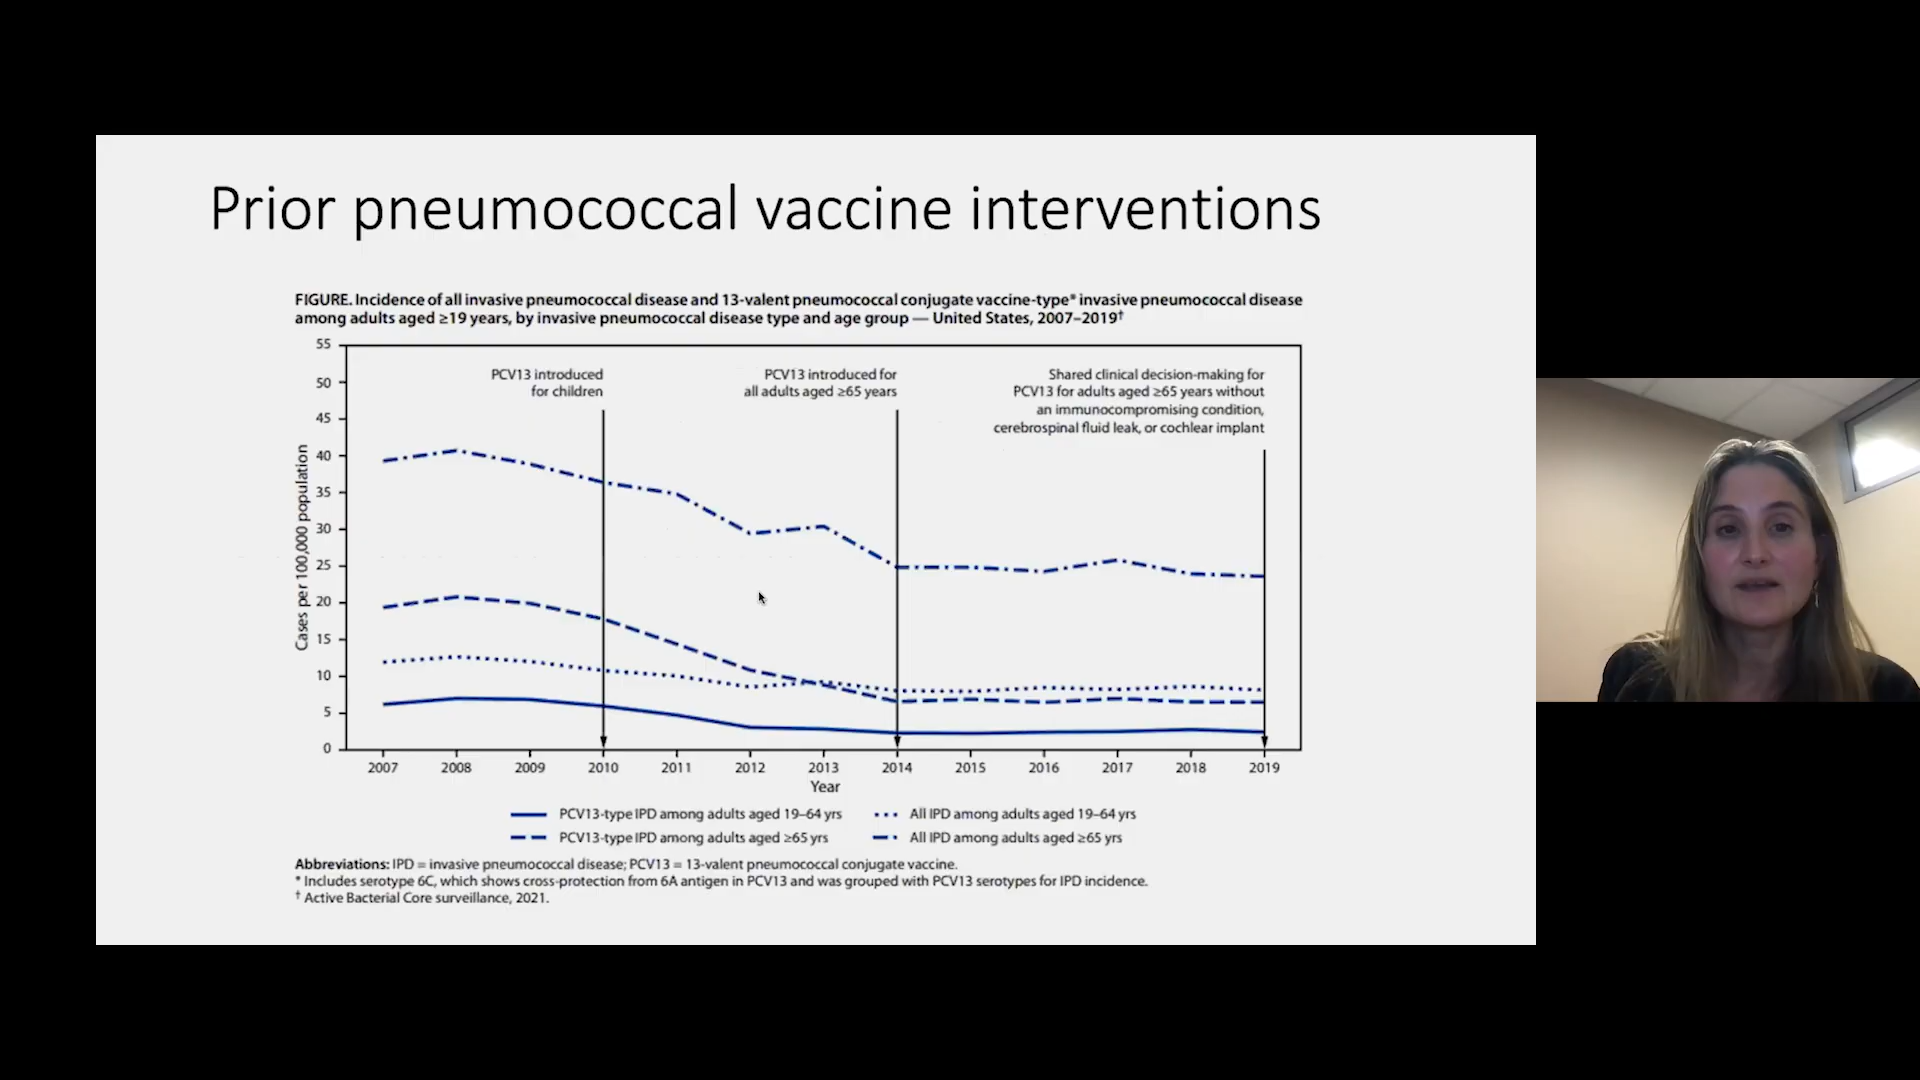 Prior pneumococcal vaccine interventions
FIGURE. Incidence of all invasive pneumococcal disease and 13-valent pneumococcal conjugate vaccine-type* invasive pneumococcal disease
among adults aged ≥19 years, by invasive pneumococcal disease type and age group — United States, 2007–2019†
55
50
45
40
35
30
25
20
15
10
5
0
Cases per 100,000 population
PCV13 introduced
for children
PCV13 introduced for
all adults aged ≥65 years
Shared clinical decision-making for
PCV13 for adults aged ≥65 years without
an immunocompromising condition,
cerebrospinal fluid leak, or cochlear implant
2007 2008 2009 2010 2011 2012 2013 2014 2015 2016 2017 2018 2019
Year
PCV13-type IPD among adults aged 19–64 yrs
All IPD among adults aged 19–64 yrs
PCV13-type IPD among adults aged ≥65 yrs
All IPD among adults aged ≥65 yrs
Abbreviations: IPD = invasive pneumococcal disease; PCV13 = 13-valent pneumococcal conjugate vaccine.
* Includes serotype 6C, which shows cross-protection from 6A antigen in PCV13 and was grouped with PCV13 serotypes for IPD incidence.
† Active Bacterial Core surveillance, 2021.